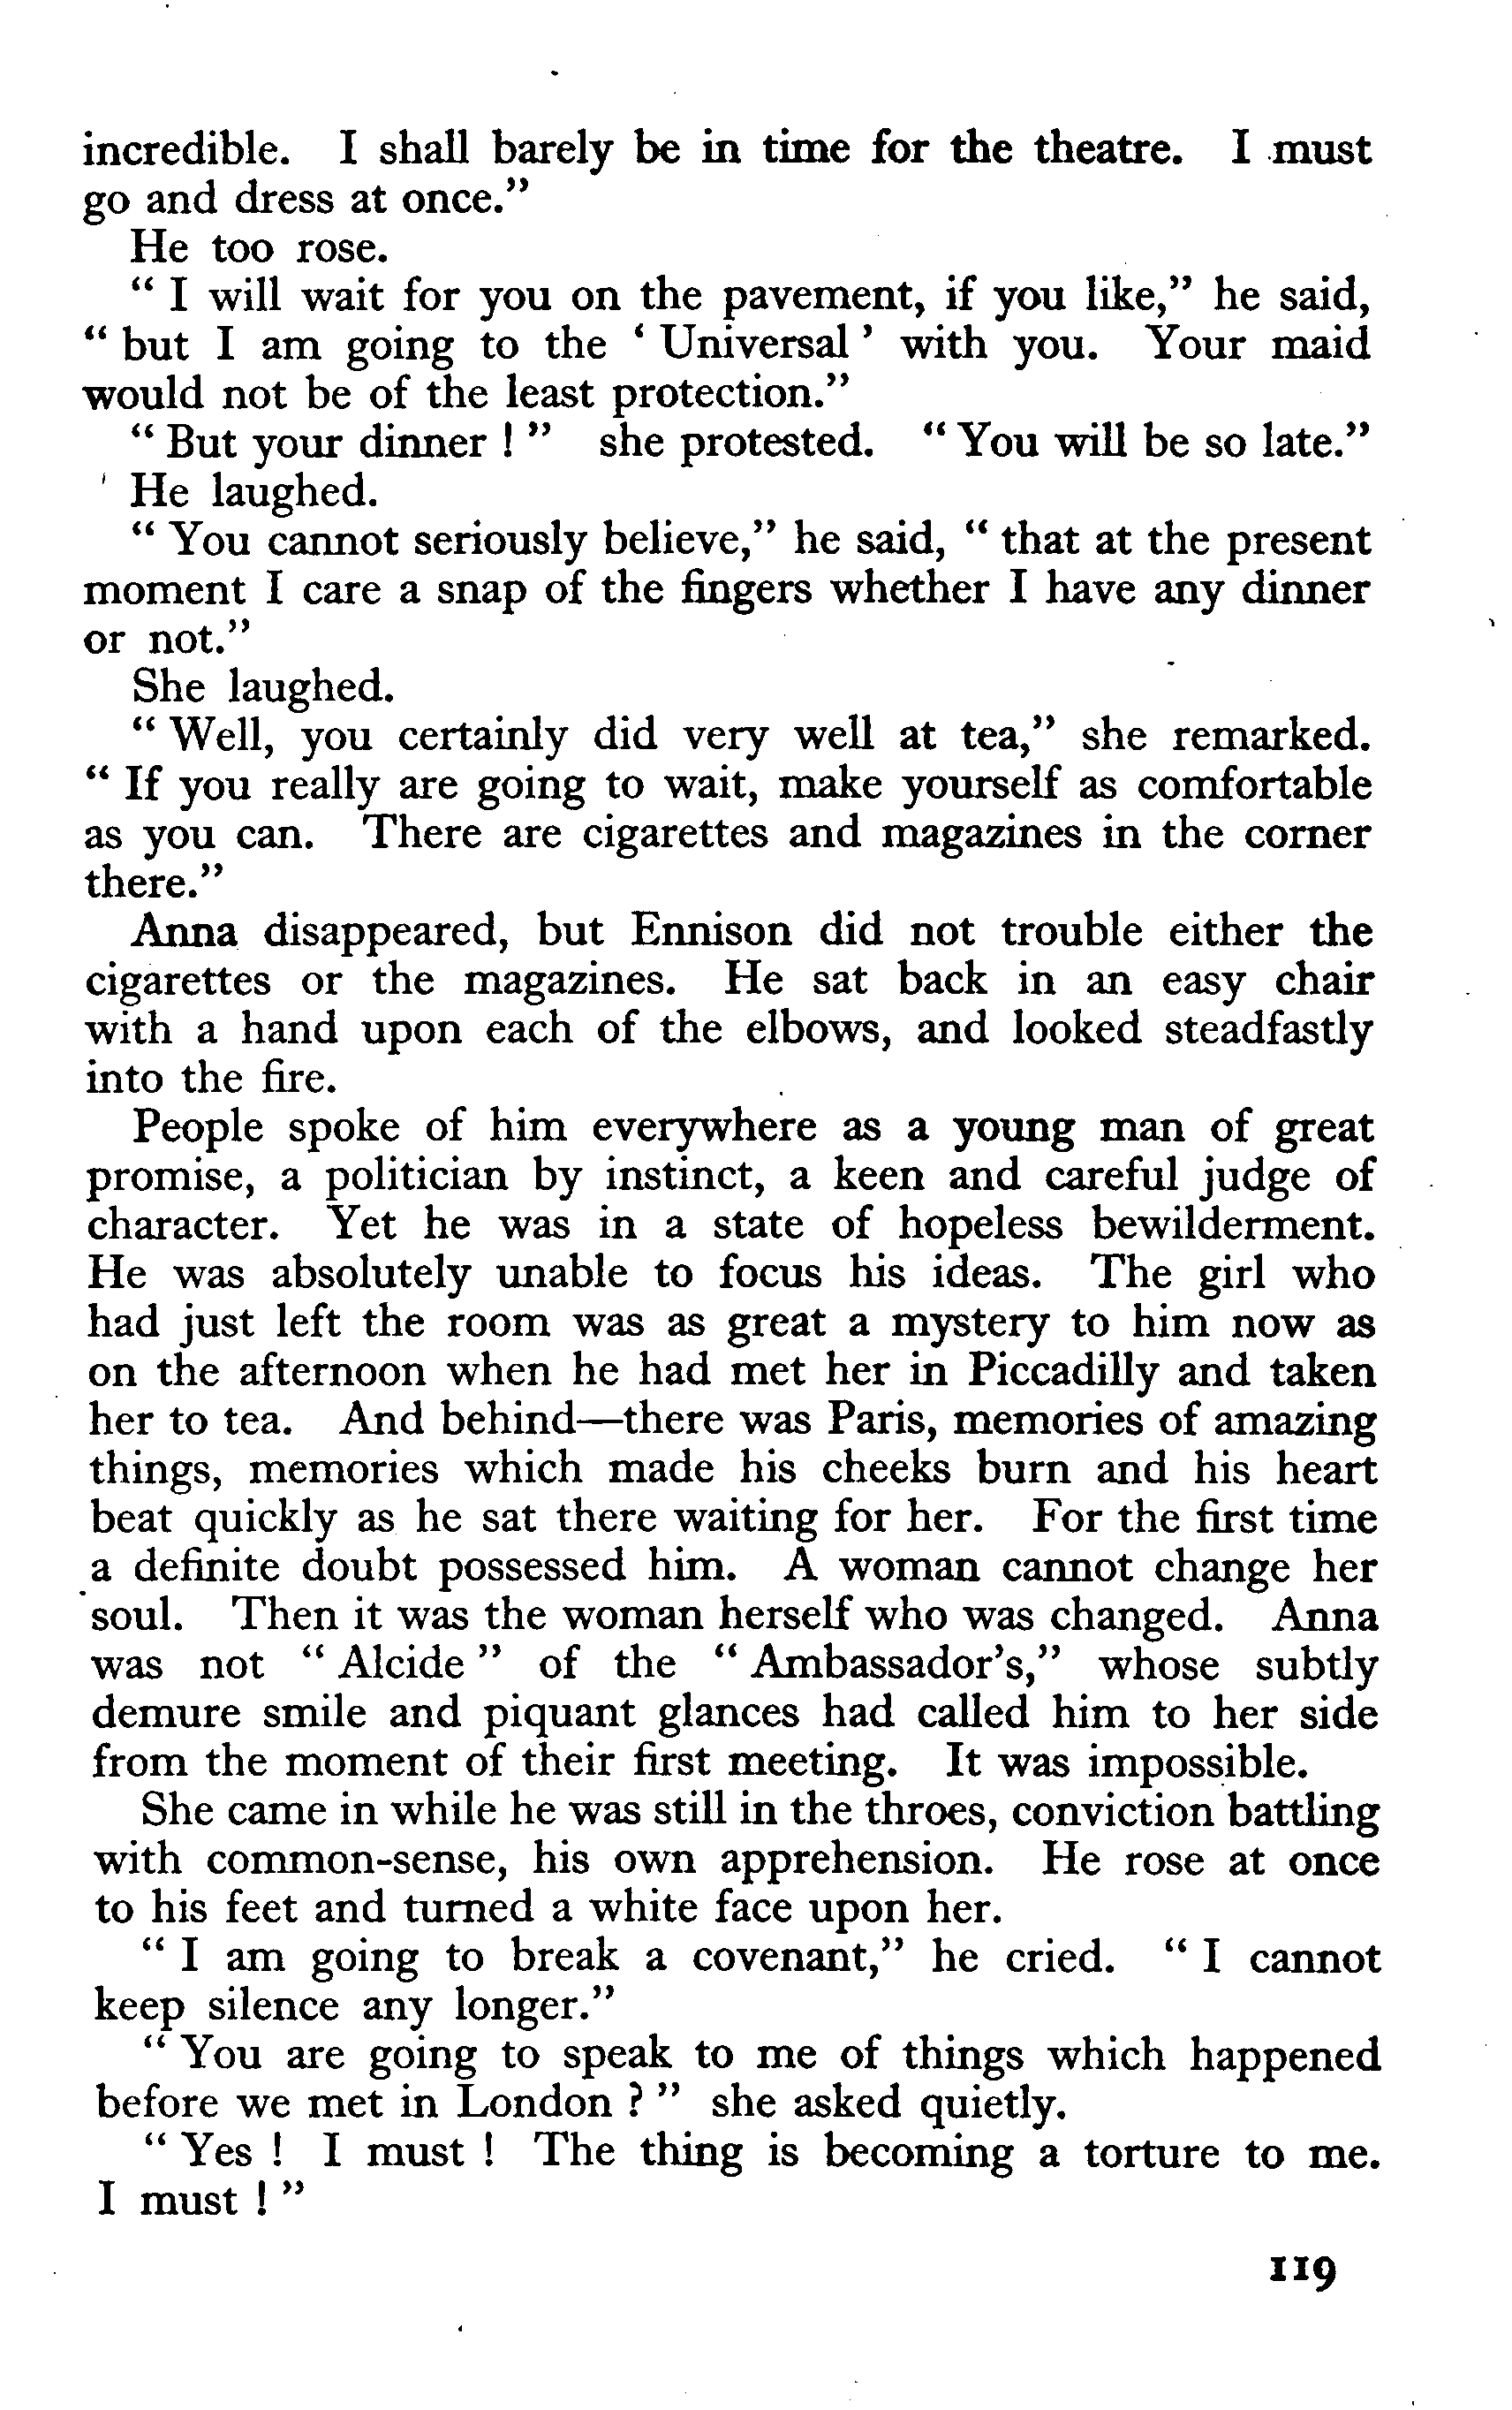 incredible. I shall barely be in time for the theatre. I must
go and dress at once."
He too rose.
" I will wait for you on the pavement, if you like," he said,
" but I am going to the ' Universal ' with you. Your maid
would not be of the least protection."
" But your dinner ! " she protested. " You will be so late."
He laughed.
" You cannot seriously believe," he said, " that at the present
moment I care a snap of the fingers whether I have any dinner
or not."
She laughed.
" Well, you certainly did very well at tea," she remarked.
" If you really are going to wait, make yourself as comfortable
as you can. There are cigarettes and magazines in the corner
there."
Anna disappeared, but Ennison did not trouble either the
cigarettes or the magazines. He sat back in an easy chair
with a hand upon each of the elbows, and looked steadfastly
into the fire.
People spoke of him everywhere as a young man of great
promise, a politician by instinct, a keen and careful judge of
character. Yet he was in a state of hopeless bewilderment.
He was absolutely unable to focus his ideas. The girl who
had just left the room was as great a mystery to him now as
on the afternoon when he had met her in Piccadilly and taken
her to tea. And behind—there was Paris, memories of amazing
things, memories which made his cheeks burn and his heart
beat quickly as he sat there waiting for her. For the first time
a definite doubt possessed him. A woman cannot change her
soul. Then it was the woman herself who was changed. Anna
was not " Alcide " of the " Ambassador's," whose subtly
demure smile and piquant glances had called him to her side
from the moment of their first meeting. It was impossible.
She came in while he was still in the throes, conviction battling
with common-sense, his own apprehension. He rose at once
to his feet and turned a white face upon her.
" I am going to break a covenant," he cried. " I cannot
keep silence any longer."
" You are going to speak to me of things which happened
before we met in London ? " she asked quietly.
" Yes ! I must ! The thing is becoming a torture to me.
I must ! "
119